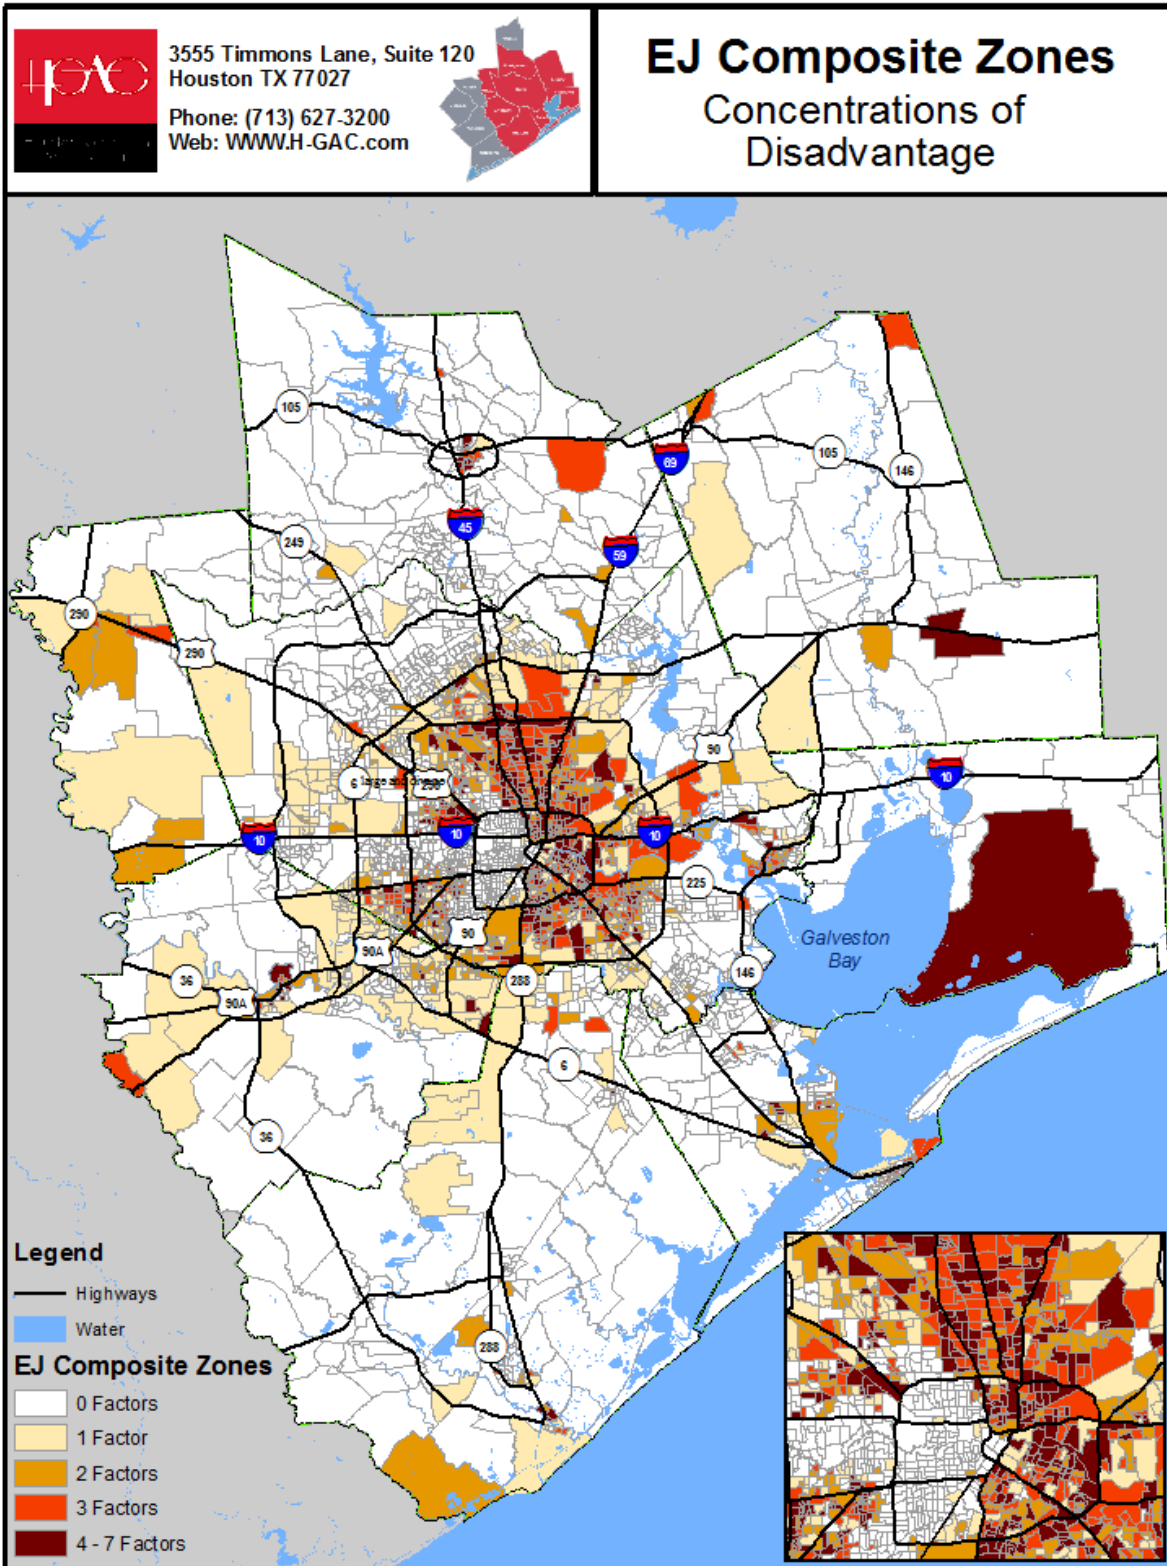 HGAC
3555 Timmons Lane, Suite 120
Houston TX 77027
Phone: (713) 627-3200
Web: WWW.H-GAC.com
EJ Composite Zones
Concentrations of
Disadvantage
105
69
105
146
45
249
59
290
290
90
6
290
10
10
10
10
225
90
90A
36
90A
288
146
Galveston
Bay
6
36
288
Legend
Highways
Water
EJ Composite Zones
0 Factors
1 Factor
2 Factors
3 Factors
4 - 7 Factors